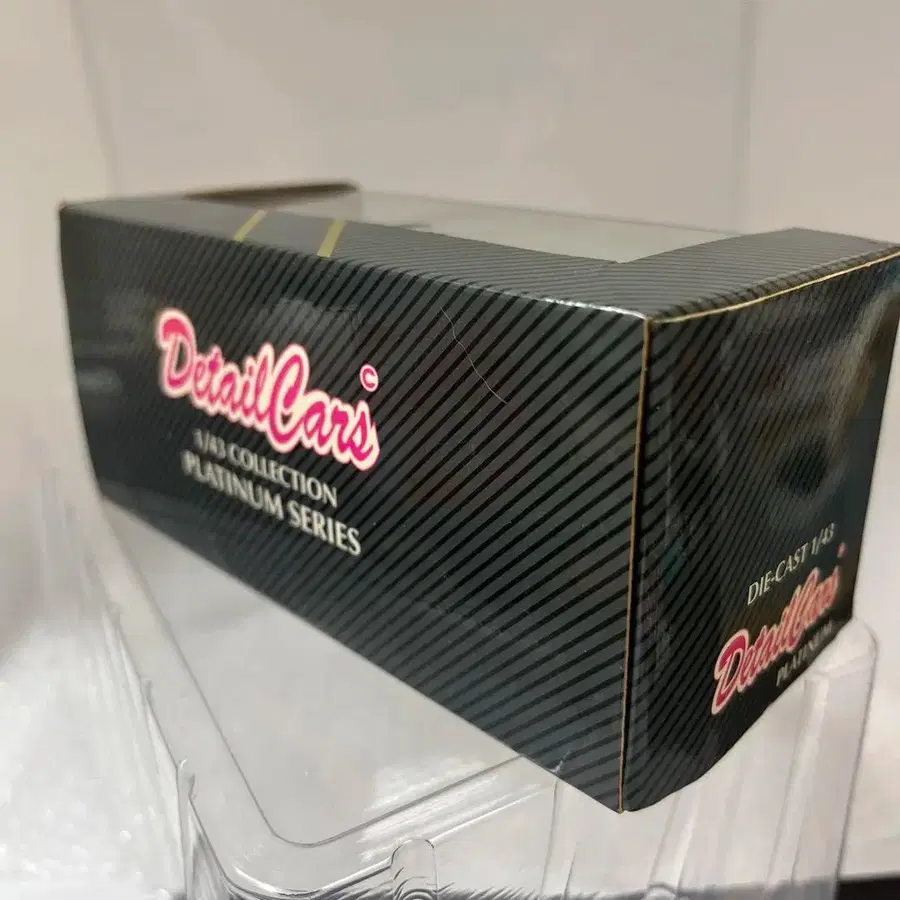 DetailCars ©
1/43 COLLECTION
PLATINUM SERIES
DIE-CAST 1/43
DetailCars
PLATINUM